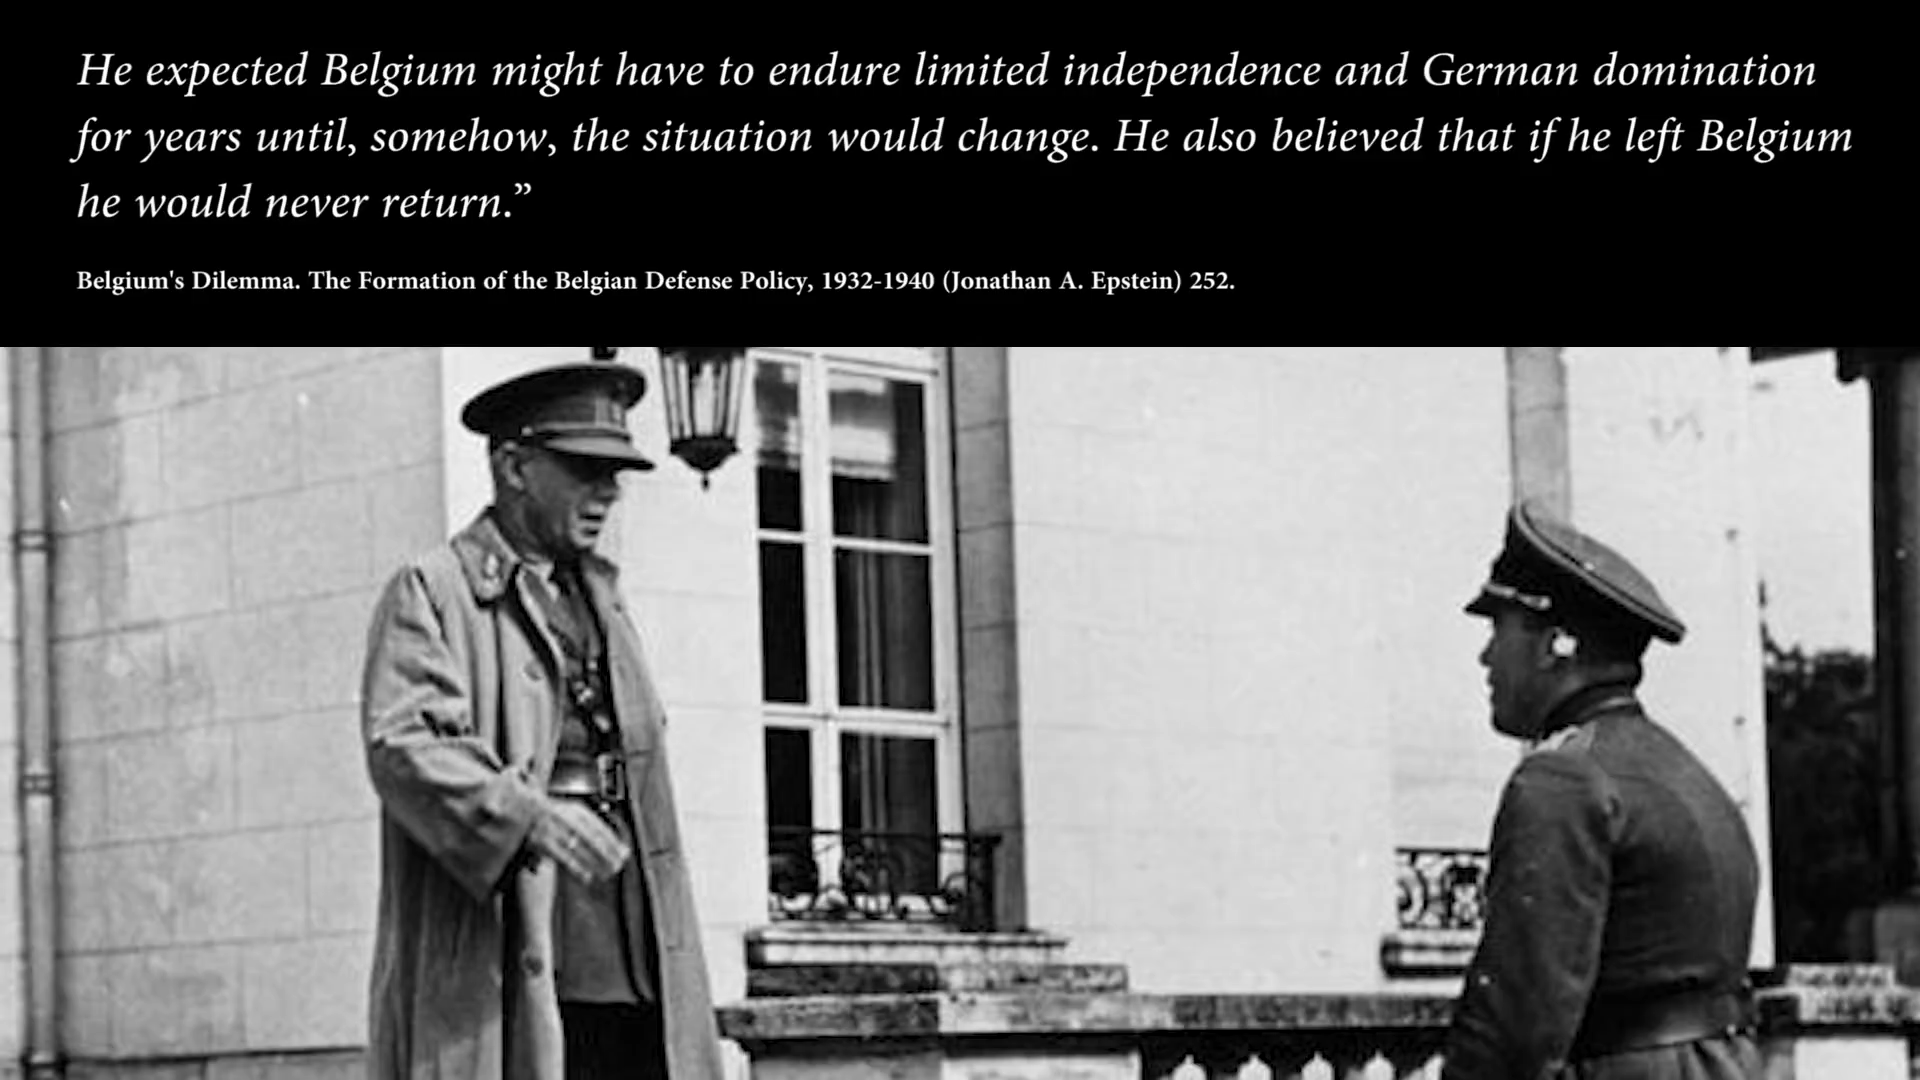 He expected Belgium might have to endure limited independence and German domination
for years until, somehow, the situation would change. He also believed that if he left Belgium
he would never return.”
Belgium's Dilemma. The Formation of the Belgian Defense Policy, 1932-1940 (Jonathan A. Epstein) 252.